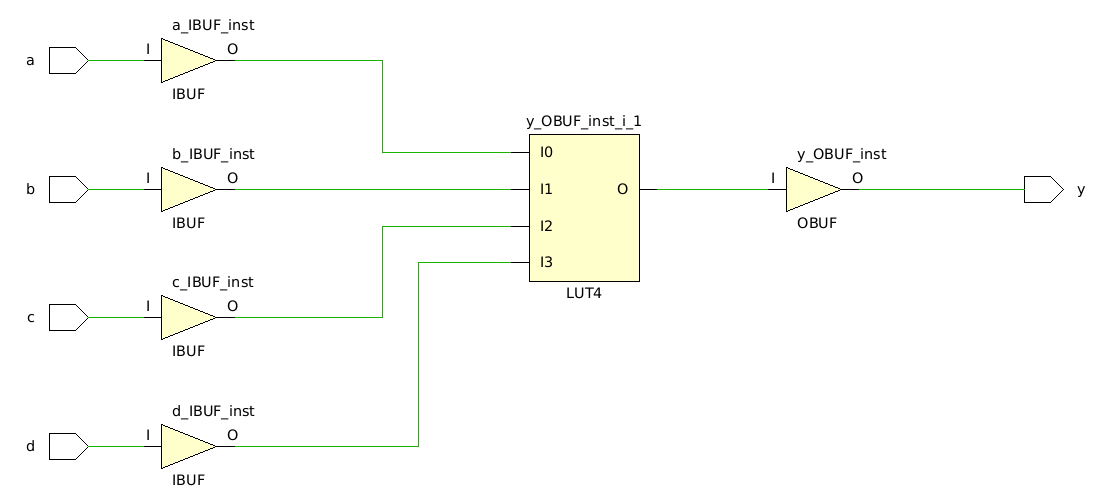 a_IBUF_inst
a
I
O
IBUF
y_OBUF_inst_i_1
I0
b_IBUF_inst
y_OBUF_inst
b
I
O
I1
O
I
O
y
IBUF
I2
OBUF
I3
c_IBUF_inst
LUT4
c
I
O
IBUF
d_IBUF_inst
d
I
O
IBUF